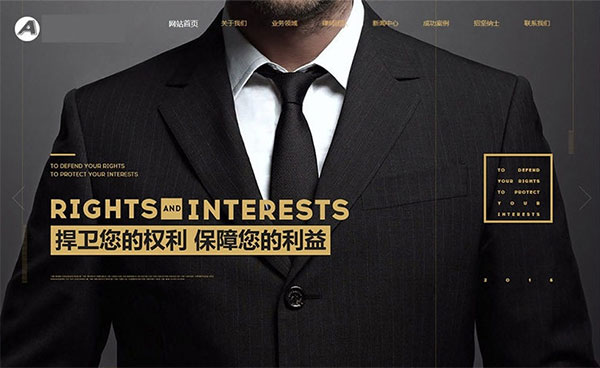 A
网站首页
关于我们
业务领域
新闻中心
成功案例
招贤纳士
联系我们
TO DEFEND YOUR RIGHTS
TO PROTECT YOUR INTERESTS
RIGHTS AND INTERESTS
捍卫您的权利 保障您的利益
TO DEFEND
YOUR RIGHTS
TO PROTECT
YOUR
INTERESTS
2016